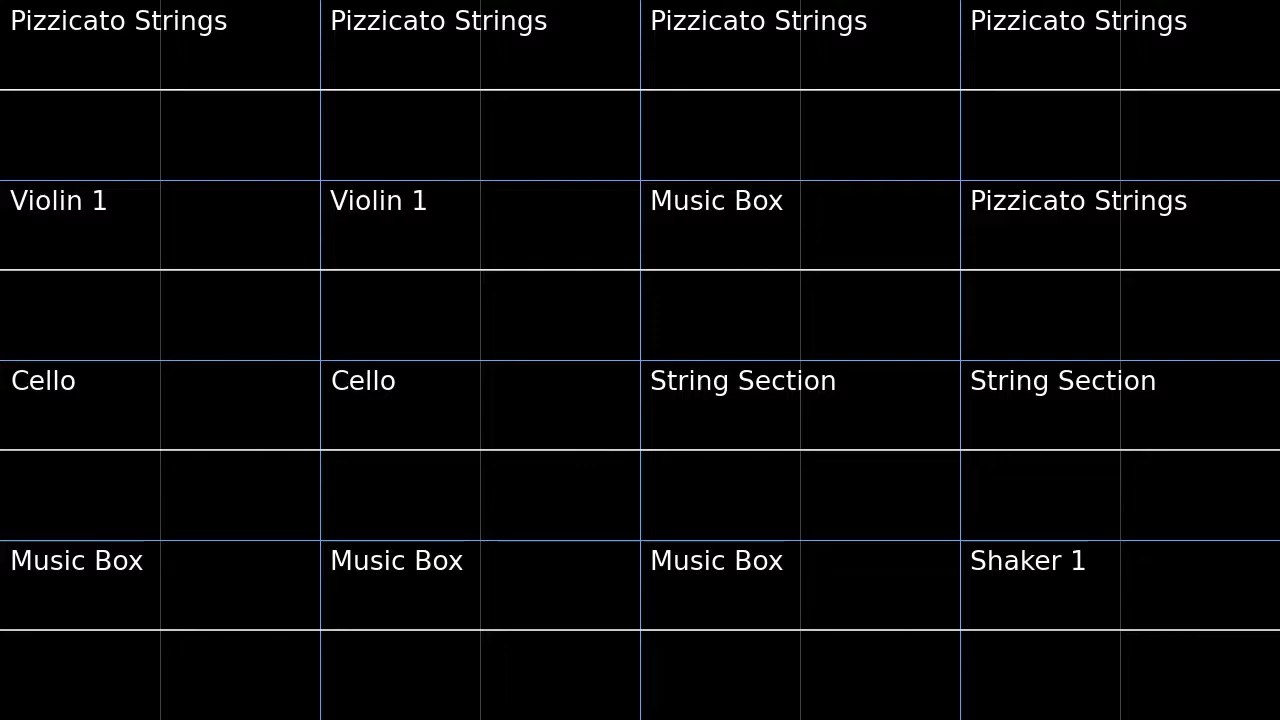 Pizzicato Strings
Pizzicato Strings
Pizzicato Strings
Pizzicato Strings
Violin 1
Violin 1
Music Box
Pizzicato Strings
Cello
Cello
String Section
String Section
Music Box
Music Box
Music Box
Shaker 1